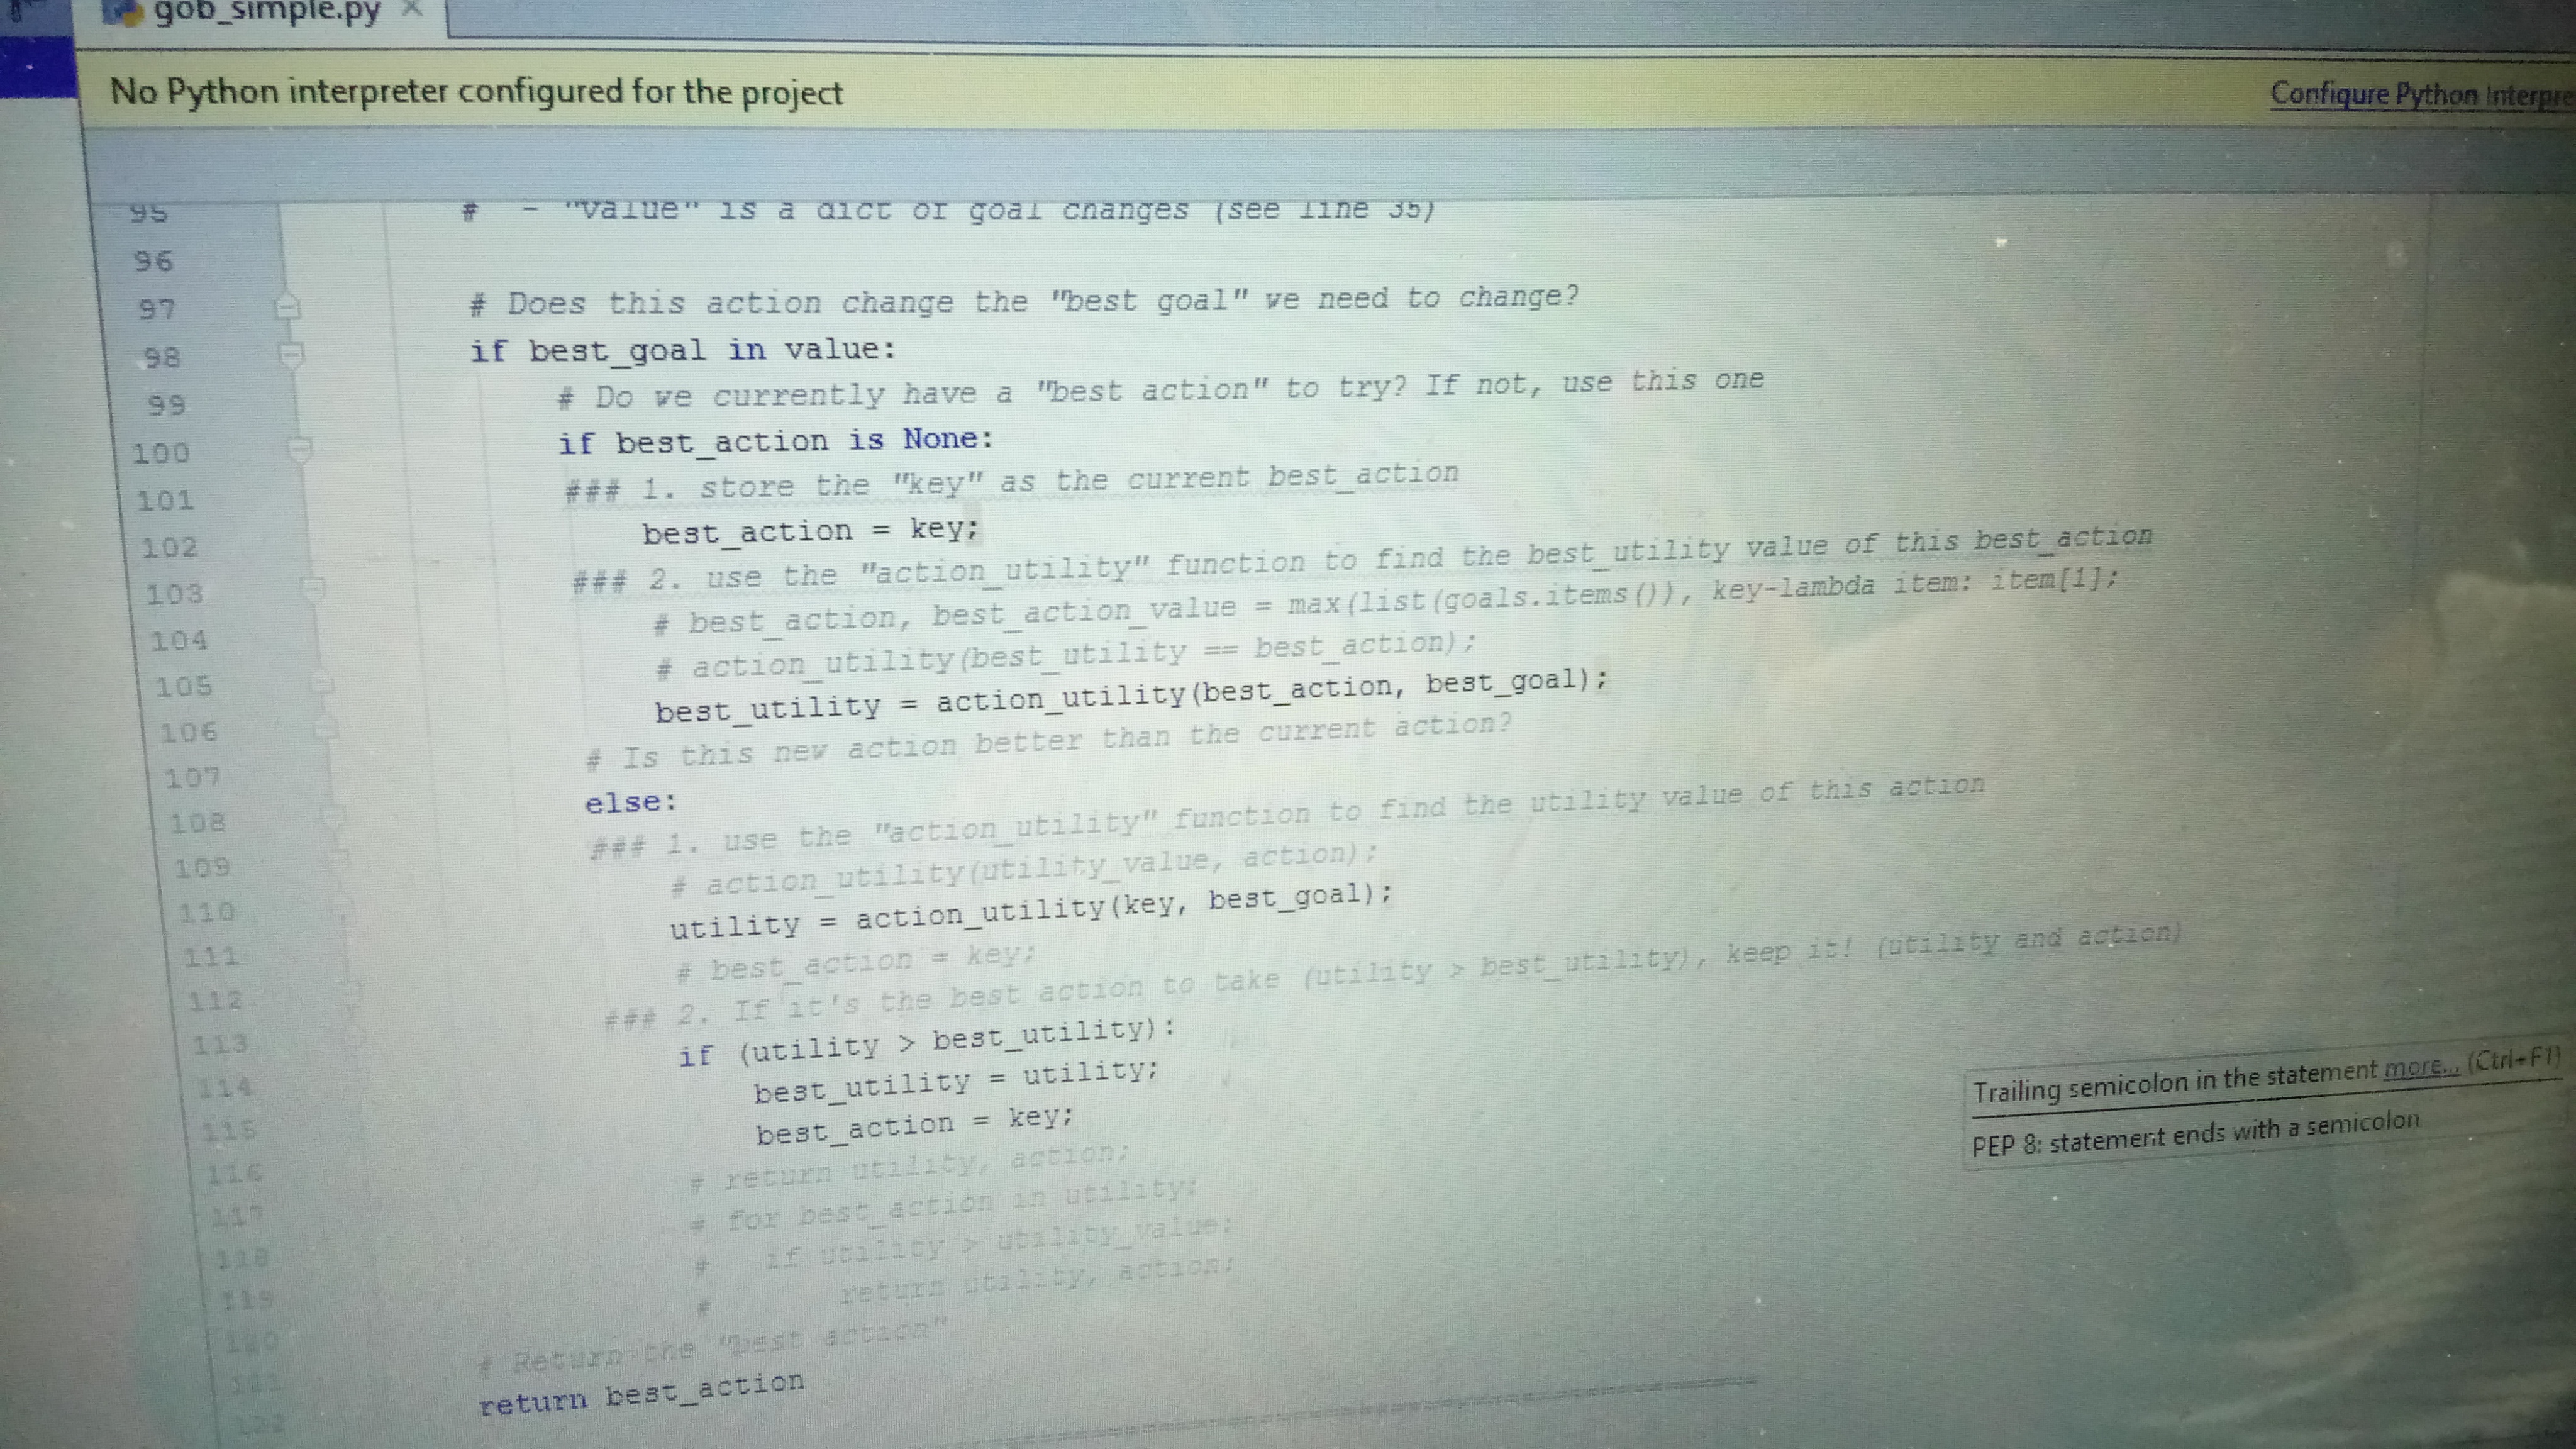 gob_simple.py
No Python interpreter configured for the project
Configure Python Interpre
95 # - "value" is a dict of goal changes (see line 35)
96
97 # Does this action change the "best goal" we need to change?
98 if best_goal in value:
99 # Do we currently have a "best action" to try? If not, use this one
100 if best_action is None:
101 ### 1. store the "key" as the current best_action
102 best_action = key;
103 ### 2. use the "action_utility" function to find the best_utility value of this best_action
104 # best_action, best_action_value = max(list(goals.items()), key-lambda item: item[1];
105 # action_utility(best_utility == best_action);
106 best_utility = action_utility(best_action, best_goal);
107 # Is this new action better than the current action?
108 else:
109 ### 1. use the "action_utility" function to find the utility value of this action
110 # action_utility(utility_value, action);
111 utility = action_utility(key, best_goal);
112 # best_action = key;
113 ### 2. If it's the best action to take (utility > best_utility), keep it! (utility and action)
114 if (utility > best_utility):
115 best_utility = utility;
116 best_action = key;
117 # return utility, action;
118 # for best_action in utility:
119 # if utility > utility_value:
120 # return utility, action;
121 # Return the "best action"
122 return best_action
Trailing semicolon in the statement more... (Ctrl+F1)
PEP 8: statement ends with a semicolon